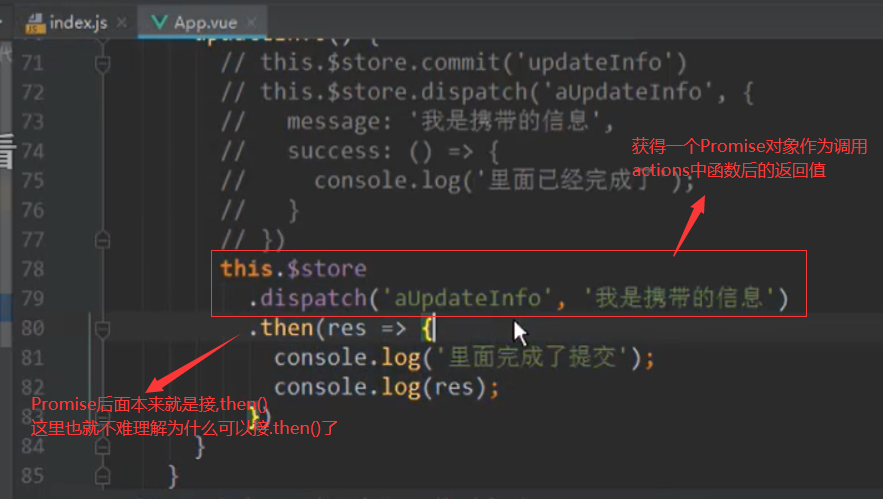 index.js × App.vue ×
71 // this.$store.commit('updateInfo')
72 // this.$store.dispatch('aUpdateInfo', {
73 // message: '我是携带的信息',
看
74 // success: () => {
获得一个Promise对象作为调用
actions中函数后的返回值
75 // console.log('里面已经完成了');
76 // }
77 // })
78 this.$store
79 .dispatch('aUpdateInfo', '我是携带的信息')
80 .then(res => {
81 console.log('里面完成了提交');
82 console.log(res);
Promise后面本来就是接,then()
83 })
这里也就不难理解为什么可以接.then()了
84 }
85 }